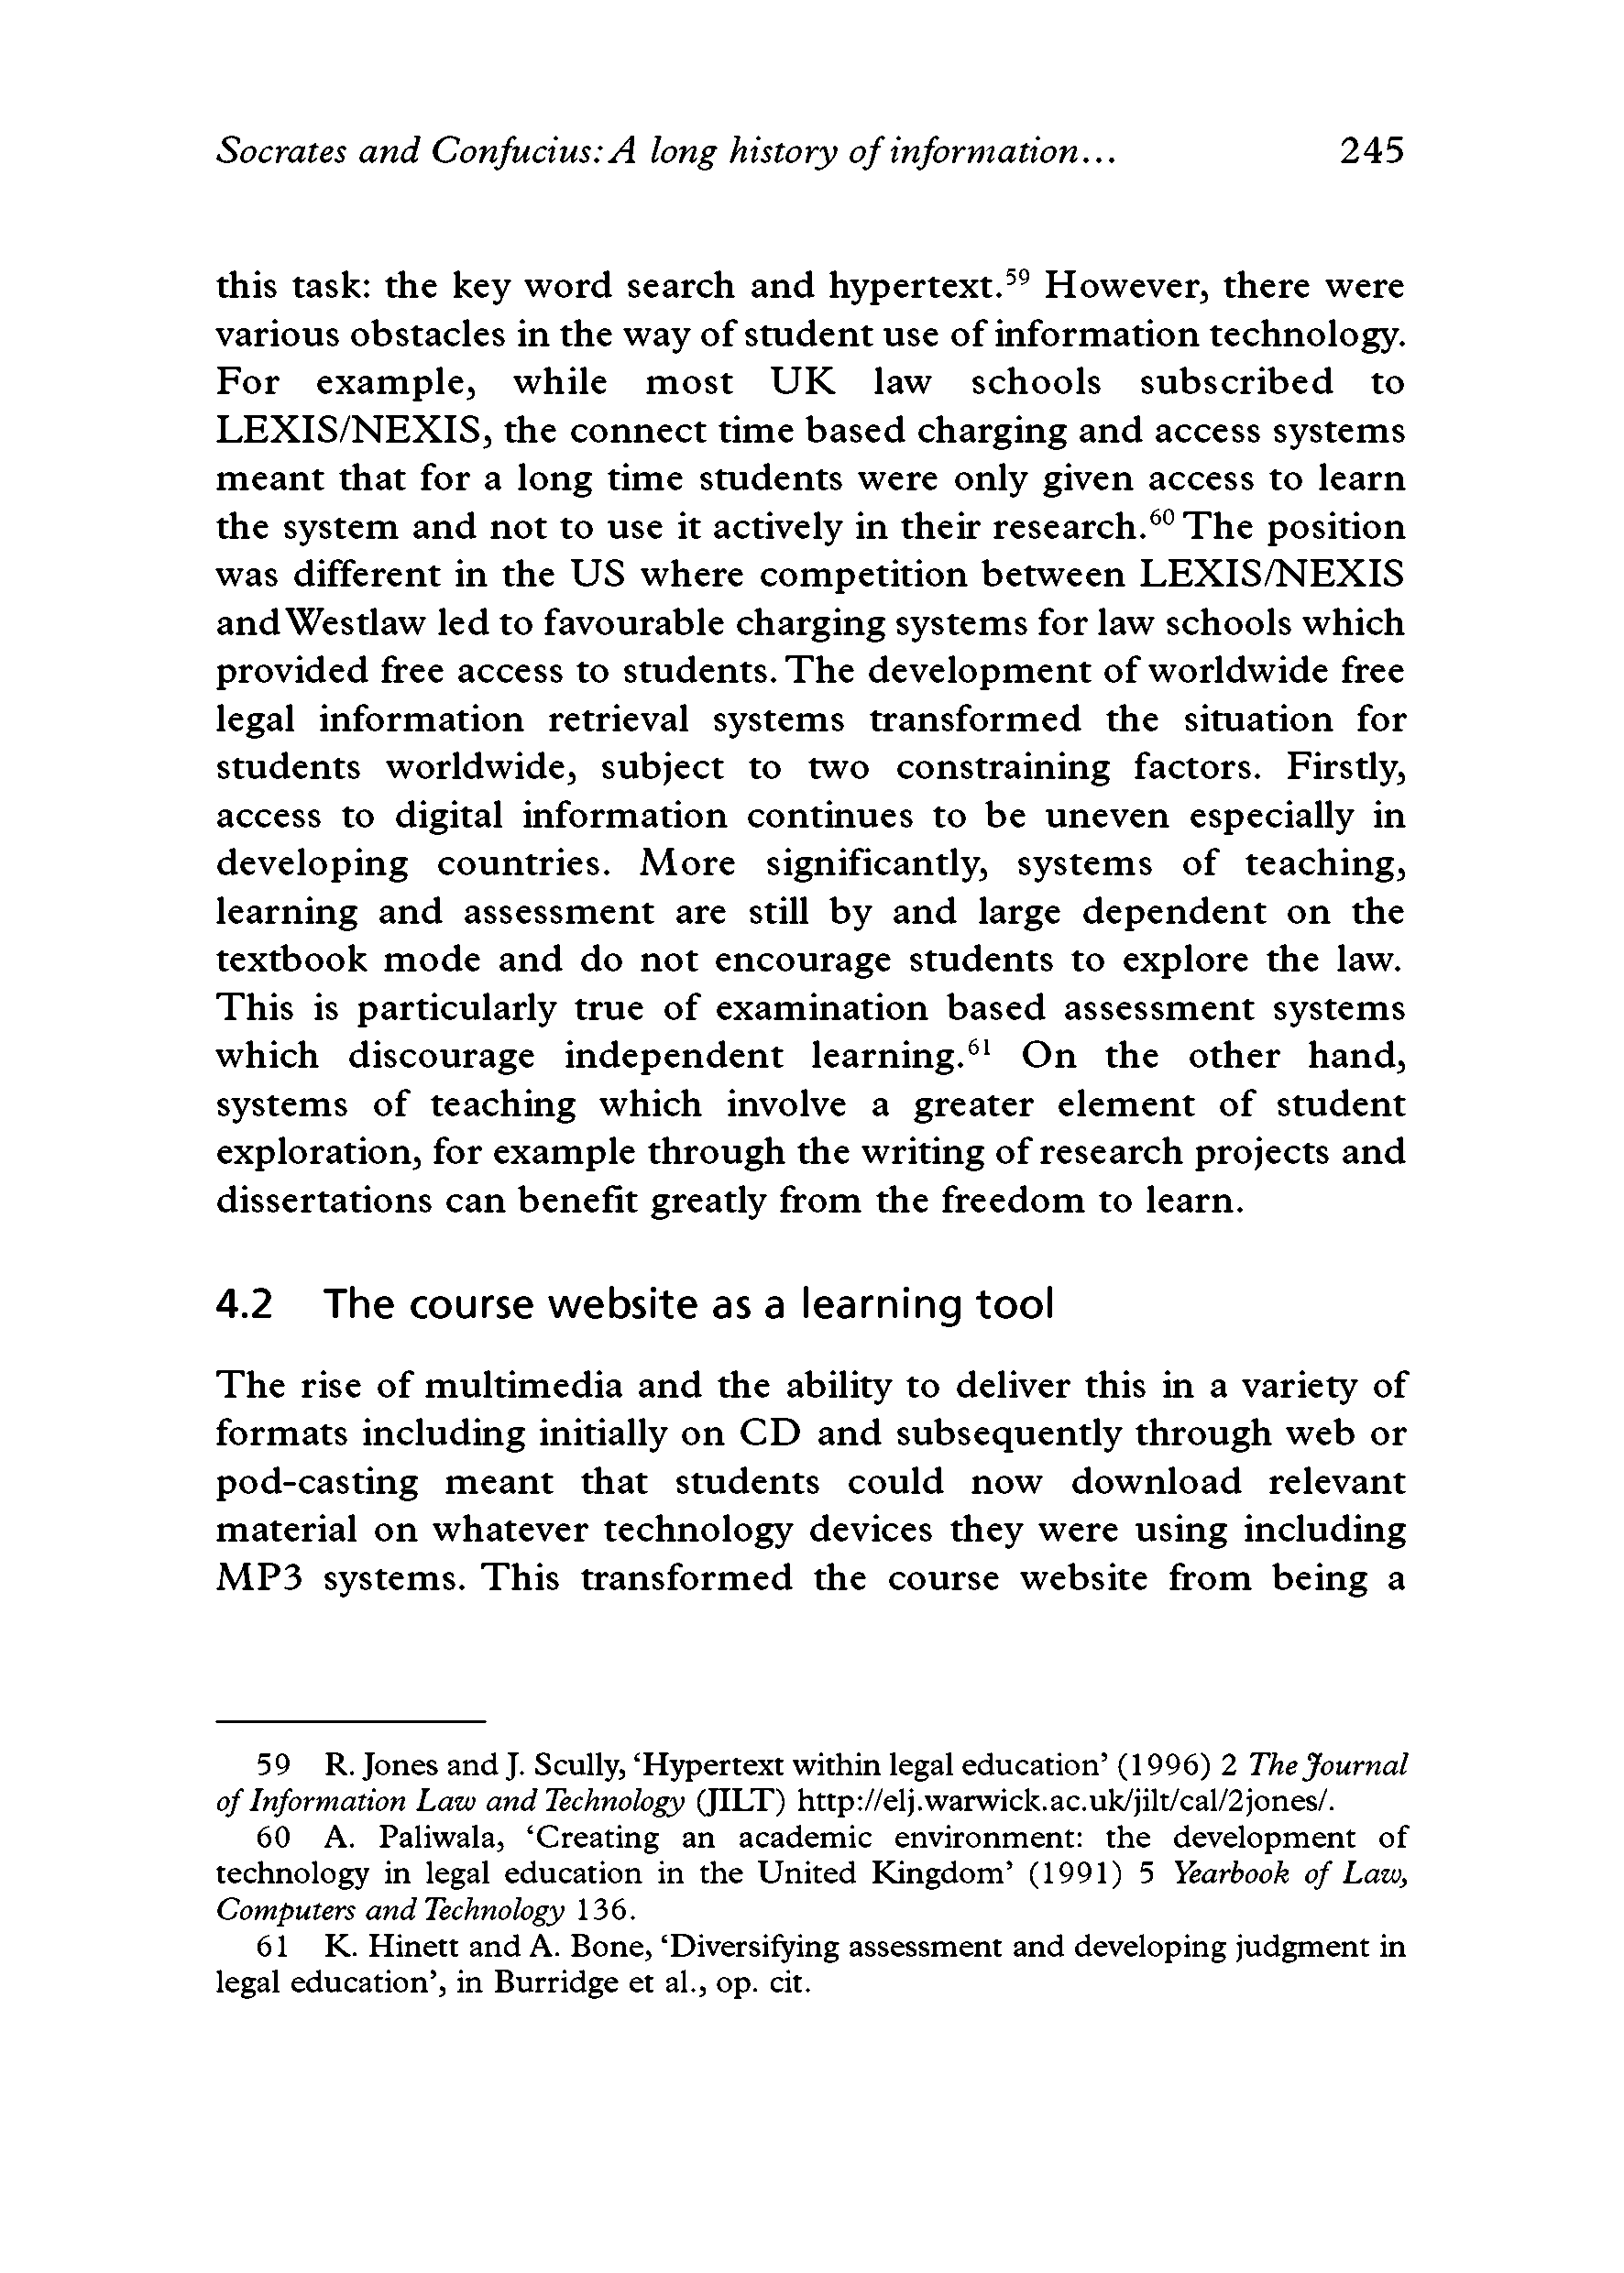 Socrates and Confucius: A long history of information... 245
this task: the key word search and hypertext.⁵⁹ However, there were
various obstacles in the way of student use of information technology.
For example, while most UK law schools subscribed to
LEXIS/NEXIS, the connect time based charging and access systems
meant that for a long time students were only given access to learn
the system and not to use it actively in their research.⁶⁰ The position
was different in the US where competition between LEXIS/NEXIS
and Westlaw led to favourable charging systems for law schools which
provided free access to students. The development of worldwide free
legal information retrieval systems transformed the situation for
students worldwide, subject to two constraining factors. Firstly,
access to digital information continues to be uneven especially in
developing countries. More significantly, systems of teaching,
learning and assessment are still by and large dependent on the
textbook mode and do not encourage students to explore the law.
This is particularly true of examination based assessment systems
which discourage independent learning.⁶¹ On the other hand,
systems of teaching which involve a greater element of student
exploration, for example through the writing of research projects and
dissertations can benefit greatly from the freedom to learn.
4.2 The course website as a learning tool
The rise of multimedia and the ability to deliver this in a variety of
formats including initially on CD and subsequently through web or
pod-casting meant that students could now download relevant
material on whatever technology devices they were using including
MP3 systems. This transformed the course website from being a
59 R. Jones and J. Scully, ‘Hypertext within legal education’ (1996) 2 The Journal
of Information Law and Technology (JILT) http://elj.warwick.ac.uk/jilt/cal/2jones/.
60 A. Paliwala, ‘Creating an academic environment: the development of
technology in legal education in the United Kingdom’ (1991) 5 Yearbook of Law,
Computers and Technology 136.
61 K. Hinett and A. Bone, ‘Diversifying assessment and developing judgment in
legal education’, in Burridge et al., op. cit.